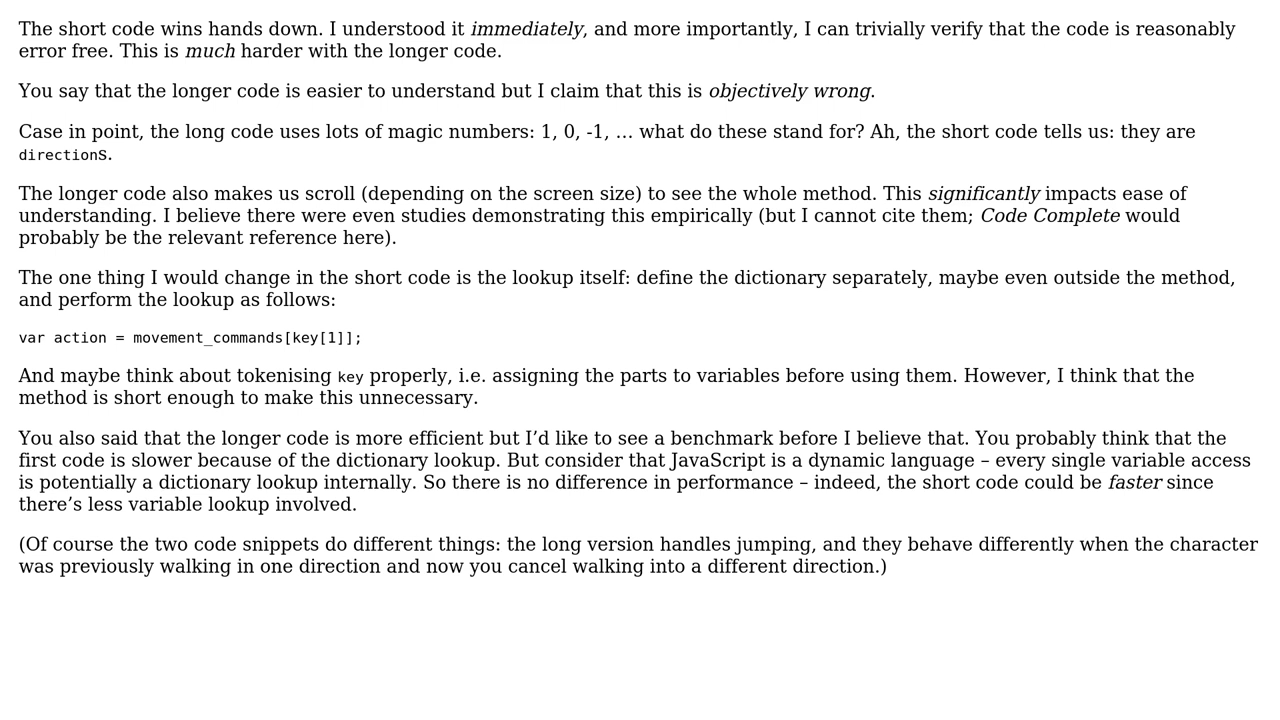 The short code wins hands down. I understood it immediately, and more importantly, I can trivially verify that the code is reasonably
error free. This is much harder with the longer code.
You say that the longer code is easier to understand but I claim that this is objectively wrong.
Case in point, the long code uses lots of magic numbers: 1, 0, -1, … what do these stand for? Ah, the short code tells us: they are
directions.
The longer code also makes us scroll (depending on the screen size) to see the whole method. This significantly impacts ease of
understanding. I believe there were even studies demonstrating this empirically (but I cannot cite them; Code Complete would
probably be the relevant reference here).
The one thing I would change in the short code is the lookup itself: define the dictionary separately, maybe even outside the method,
and perform the lookup as follows:
var action = movement_commands[key[1]];
And maybe think about tokenising key properly, i.e. assigning the parts to variables before using them. However, I think that the
method is short enough to make this unnecessary.
You also said that the longer code is more efficient but I’d like to see a benchmark before I believe that. You probably think that the
first code is slower because of the dictionary lookup. But consider that JavaScript is a dynamic language – every single variable access
is potentially a dictionary lookup internally. So there is no difference in performance – indeed, the short code could be faster since
there’s less variable lookup involved.
(Of course the two code snippets do different things: the long version handles jumping, and they behave differently when the character
was previously walking in one direction and now you cancel walking into a different direction.)